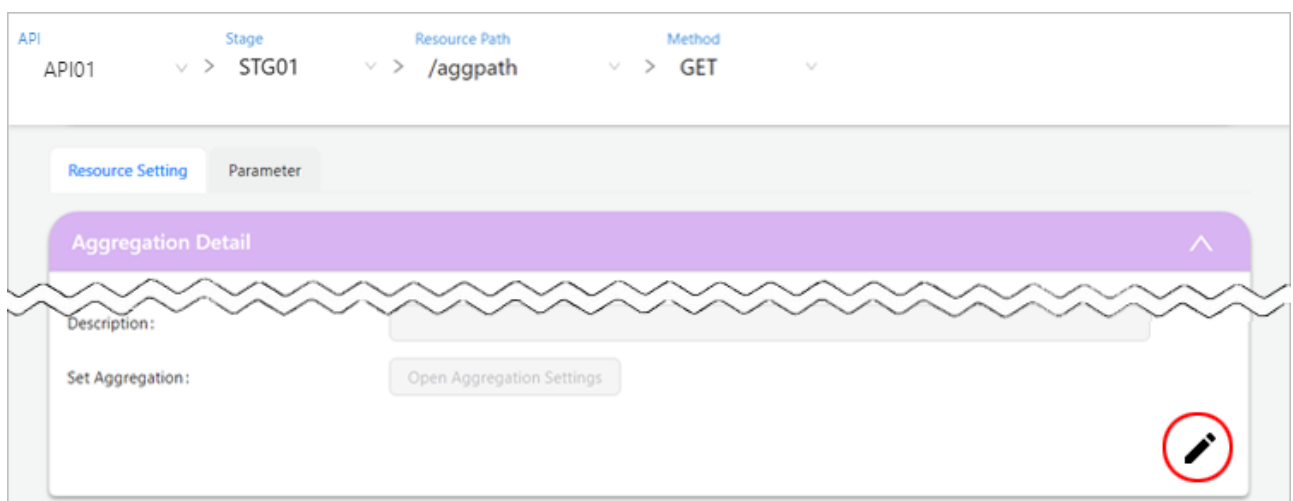 API Stage Resource Path Method
API01 > STG01 > /aggpath > GET
Resource Setting Parameter
Aggregation Detail
Description:
Set Aggregation: Open Aggregation Settings